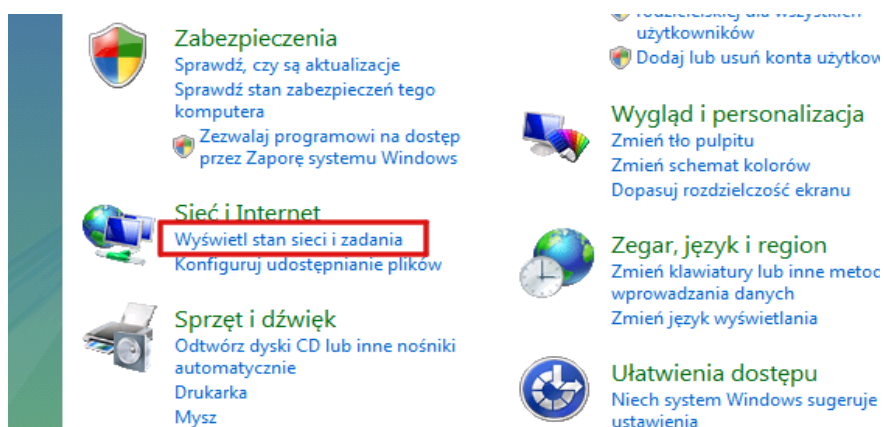 Zabezpieczenia
Sprawdź, czy są aktualizacje
Sprawdź stan zabezpieczeń tego
komputera
Zezwalaj programowi na dostęp
przez Zaporę systemu Windows
Sieć i Internet
Wyświetl stan sieci i zadania
Konfiguruj udostępnianie plików
Sprzęt i dźwięk
Odtwórz dyski CD lub inne nośniki
automatycznie
Drukarka
Mysz
rodzicielskiej dla wszystkich
użytkowników
Dodaj lub usuń konta użytkow
Wygląd i personalizacja
Zmień tło pulpitu
Zmień schemat kolorów
Dopasuj rozdzielczość ekranu
Zegar, język i region
Zmień klawiatury lub inne metod
wprowadzania danych
Zmień język wyświetlania
Ułatwienia dostępu
Niech system Windows sugeruje
ustawienia